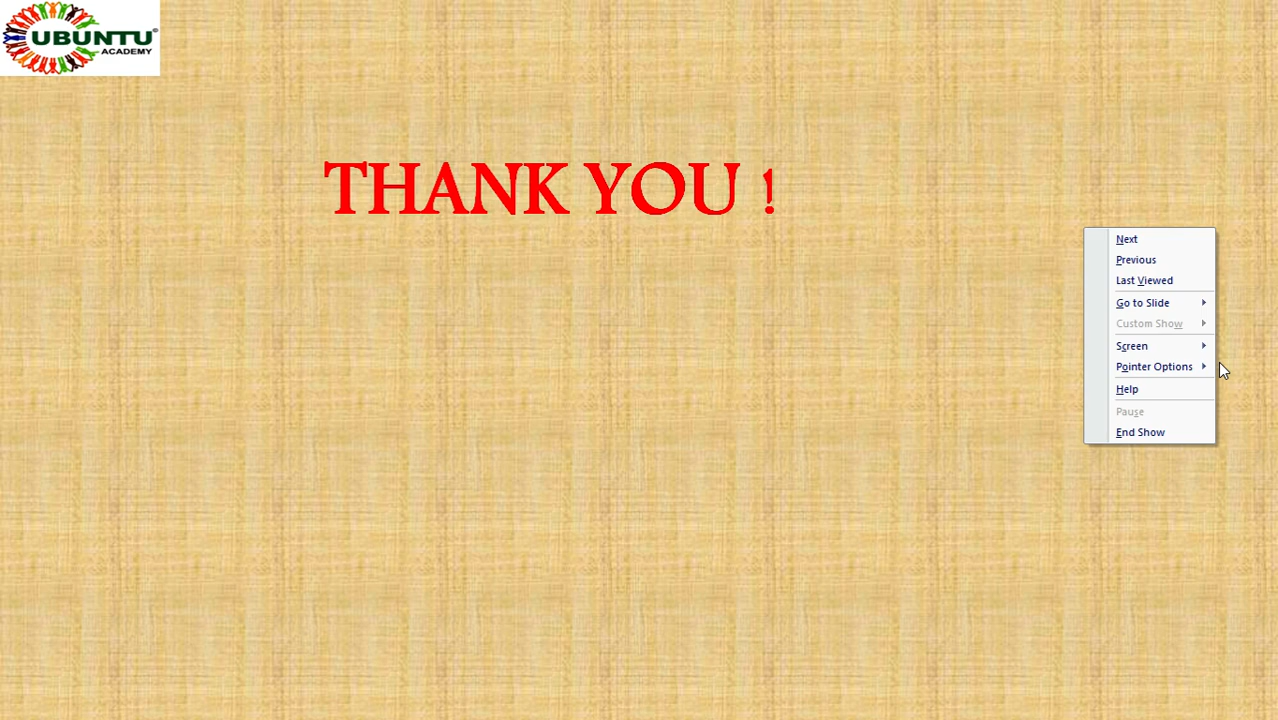 UBUNTU©
ACADEMY
THANK YOU !
Next
Previous
Last Viewed
Go to Slide
Custom Show
Screen
Pointer Options
Help
Pause
End Show